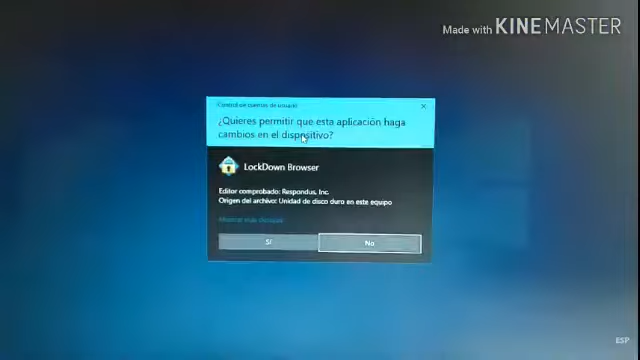 Made with KINEMASTER
Control de cuentas de usuario
¿Quieres permitir que esta aplicación haga
cambios en el dispositivo?
LockDown Browser
Editor comprobado: Respondus, Inc.
Origen del archivo: Unidad de disco duro en este equipo
Mostrar más detalles
Sí
No
ESP